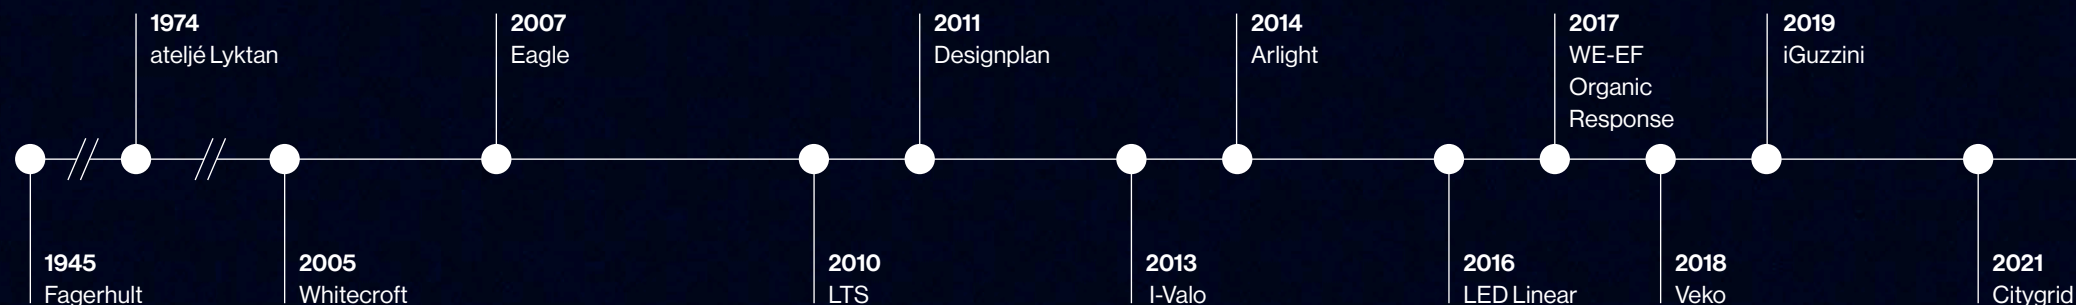 1974
ateljé Lyktan
2007
Eagle
2011
Designplan
2014
Arlight
2017
WE-EF
Organic
Response
2019
iGuzzini
1945
Fagerhult
2005
Whitecroft
2010
LTS
2013
I-Valo
2016
LED Linear
2018
Veko
2021
Citygrid